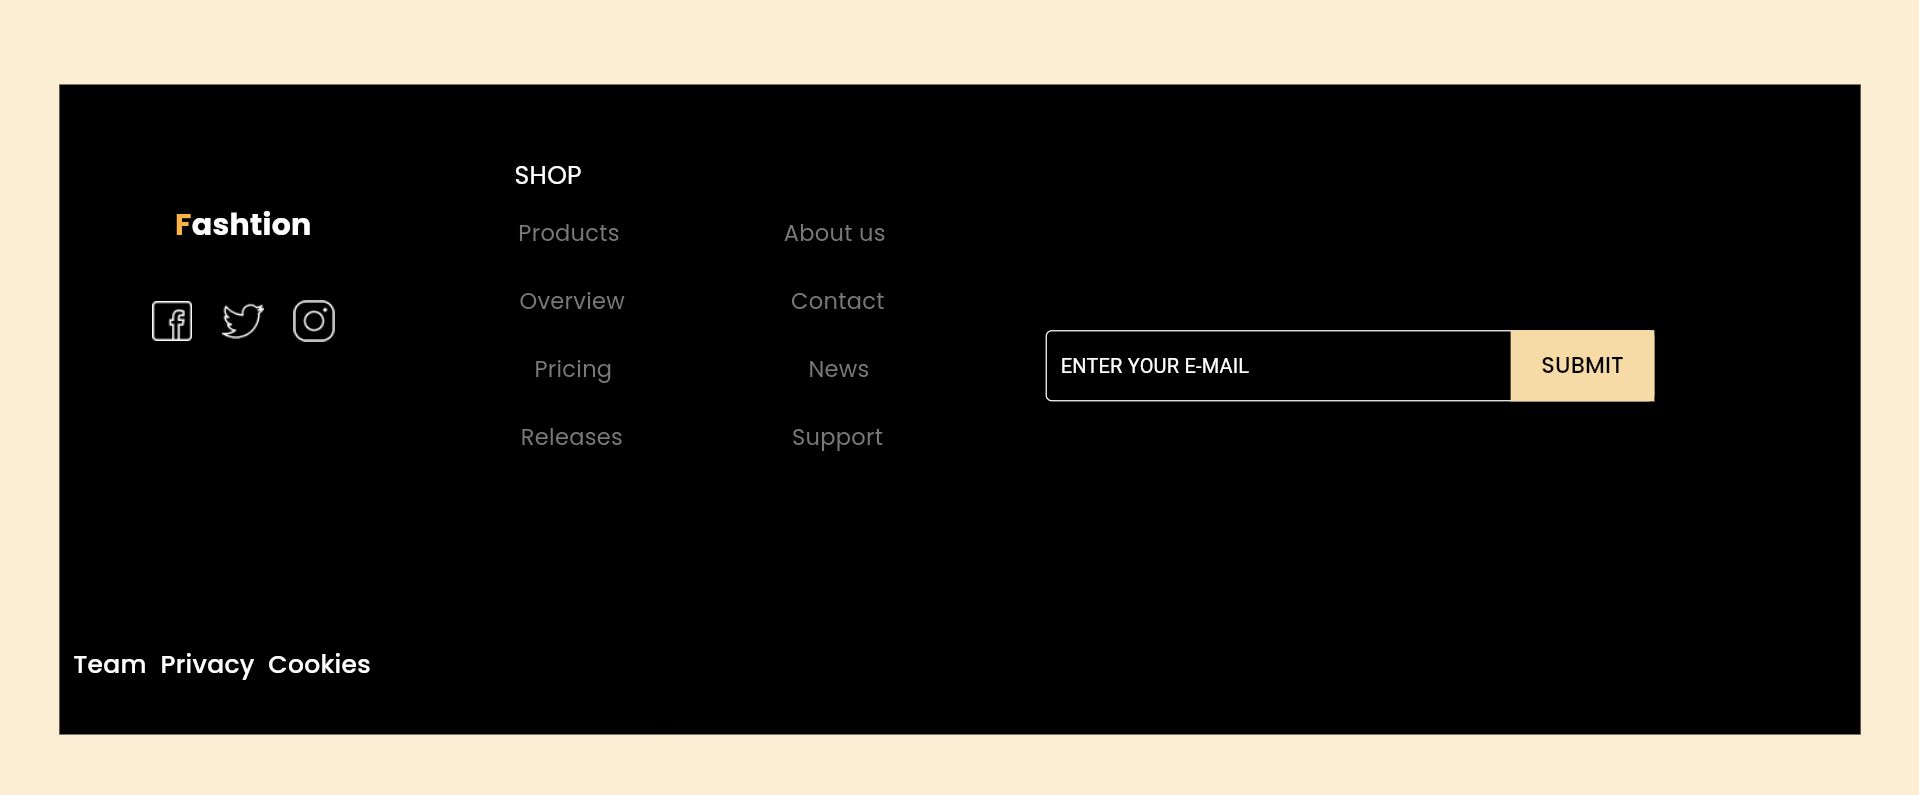 Fashtion
SHOP
Products
Overview
Pricing
Releases
About us
Contact
News
Support
ENTER YOUR E-MAIL
SUBMIT
Team Privacy Cookies